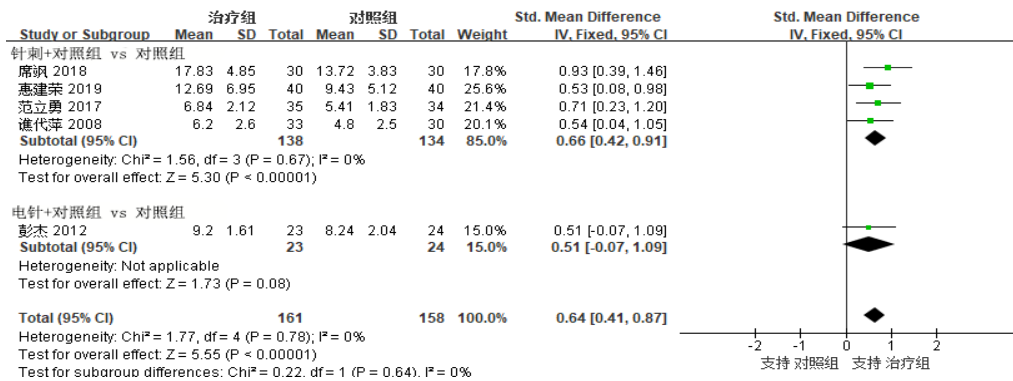 治疗组 对照组 Std. Mean Difference Std. Mean Difference
Study or Subgroup Mean SD Total Mean SD Total Weight IV, Fixed, 95% CI IV, Fixed, 95% CI
针刺+对照组 vs 对照组
席飒 2018 17.83 4.85 30 13.72 3.83 30 17.8% 0.93 [0.39, 1.46]
惠建荣 2019 12.69 6.95 40 9.43 5.12 40 25.6% 0.53 [0.08, 0.98]
范立勇 2017 6.84 2.12 35 5.41 1.83 34 21.4% 0.71 [0.23, 1.20]
谯代萍 2008 6.2 2.6 33 4.8 2.5 30 20.1% 0.54 [0.04, 1.05]
Subtotal (95% CI) 138 134 85.0% 0.66 [0.42, 0.91]
Heterogeneity: Chi² = 1.56, df = 3 (P = 0.67); I² = 0%
Test for overall effect: Z = 5.30 (P < 0.00001)
电针+对照组 vs 对照组
彭杰 2012 9.2 1.61 23 8.24 2.04 24 15.0% 0.51 [-0.07, 1.09]
Subtotal (95% CI) 23 24 15.0% 0.51 [-0.07, 1.09]
Heterogeneity: Not applicable
Test for overall effect: Z = 1.73 (P = 0.08)
Total (95% CI) 161 158 100.0% 0.64 [0.41, 0.87]
Heterogeneity: Chi² = 1.77, df = 4 (P = 0.78); I² = 0%
Test for overall effect: Z = 5.55 (P < 0.00001)
Test for subgroup differences: Chi² = 0.22, df = 1 (P = 0.64), I² = 0%
-2 -1 0 1 2
支持 对照组 支持 治疗组